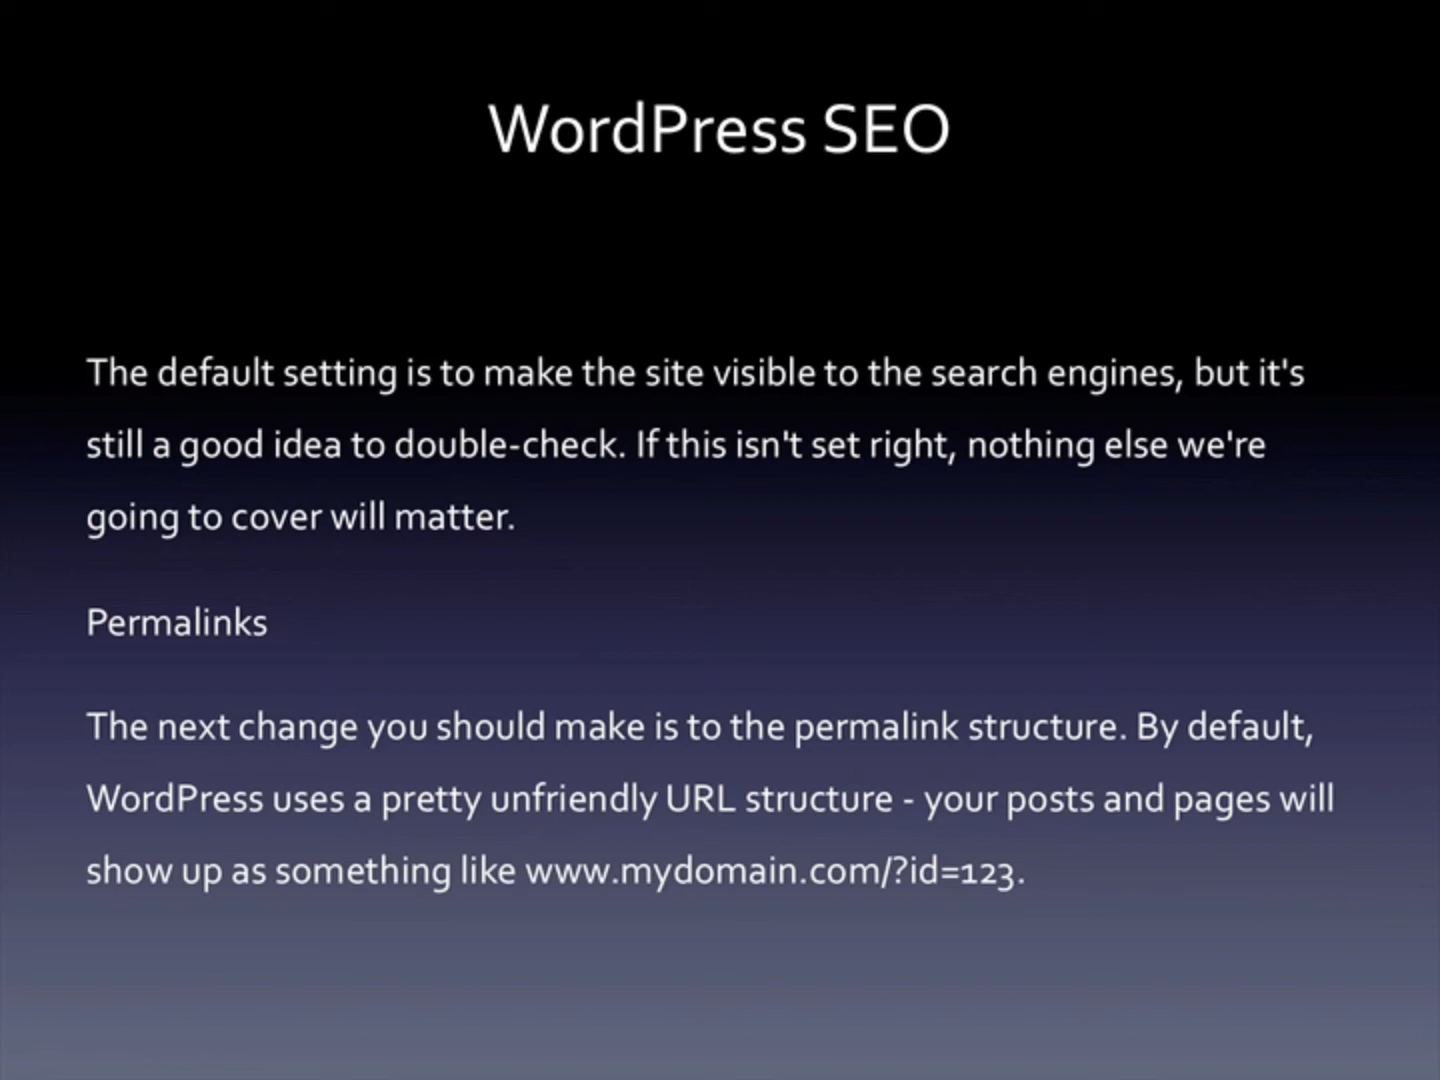 WordPress SEO
The default setting is to make the site visible to the search engines, but it's
still a good idea to double-check. If this isn't set right, nothing else we're
going to cover will matter.
Permalinks
The next change you should make is to the permalink structure. By default,
WordPress uses a pretty unfriendly URL structure - your posts and pages will
show up as something like www.mydomain.com/?id=123.